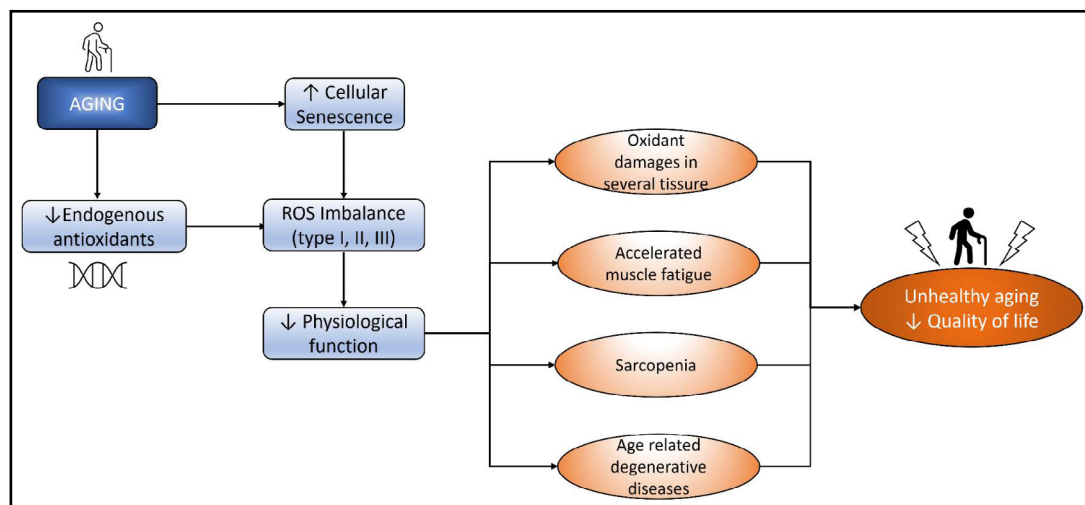 AGING
↑ Cellular
Senescence
↓Endogenous
antioxidants
ROS Imbalance
(type I, II, III)
↓ Physiological
function
Oxidant
damages in
several tissure
Accelerated
muscle fatigue
Sarcopenia
Age related
degenerative
diseases
Unhealthy aging
↓ Quality of life